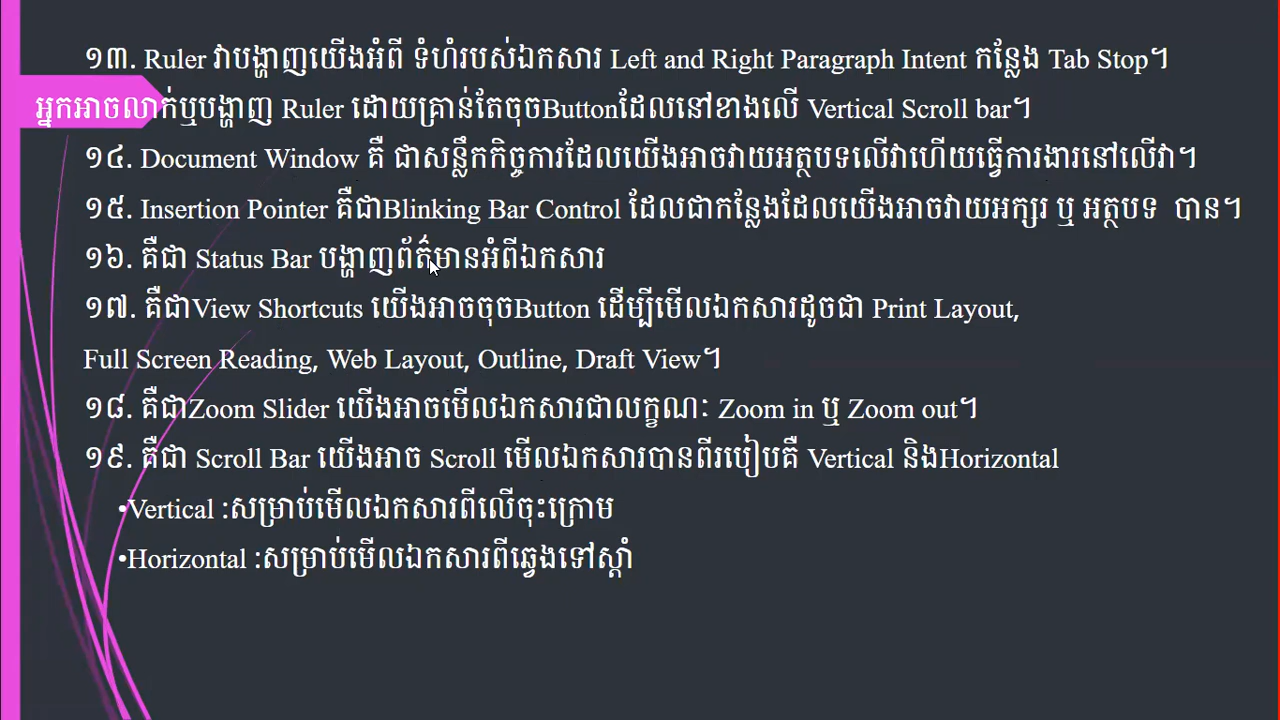 ១៣. Ruler វាបង្ហាញយើងអំពី ទំហំរបស់ឯកសារ Left and Right Paragraph Intent កន្លែង Tab Stop។
អ្នកអាចលាក់ឬបង្ហាញ Ruler ដោយគ្រាន់តែចុចButtonដែលនៅខាងលើ Vertical Scroll bar។
១៤. Document Window គឺ ជាសន្លឹកកិច្ចការដែលយើងអាចវាយអត្ថបទលើវាហើយធ្វើការងារនៅលើវា។
១៥. Insertion Pointer គឺជាBlinking Bar Control ដែលជាកន្លែងដែលយើងអាចវាយអក្សរ ឬ អត្ថបទ បាន។
១៦. គឺជា Status Bar បង្ហាញព័ត៌មានអំពីឯកសារ
១៧. គឺជាView Shortcuts យើងអាចចុចButton ដើម្បីមើលឯកសារដូចជា Print Layout,
Full Screen Reading, Web Layout, Outline, Draft View។
១៨. គឺជាZoom Slider យើងអាចមើលឯកសារជាលក្ខណៈ Zoom in ឬ Zoom out។
១៩. គឺជា Scroll Bar យើងអាច Scroll មើលឯកសារបានពីរបៀបគឺ Vertical និងHorizontal
•Vertical :សម្រាប់មើលឯកសារពីលើចុះក្រោម
•Horizontal :សម្រាប់មើលឯកសារពីឆ្វេងទៅស្តាំ